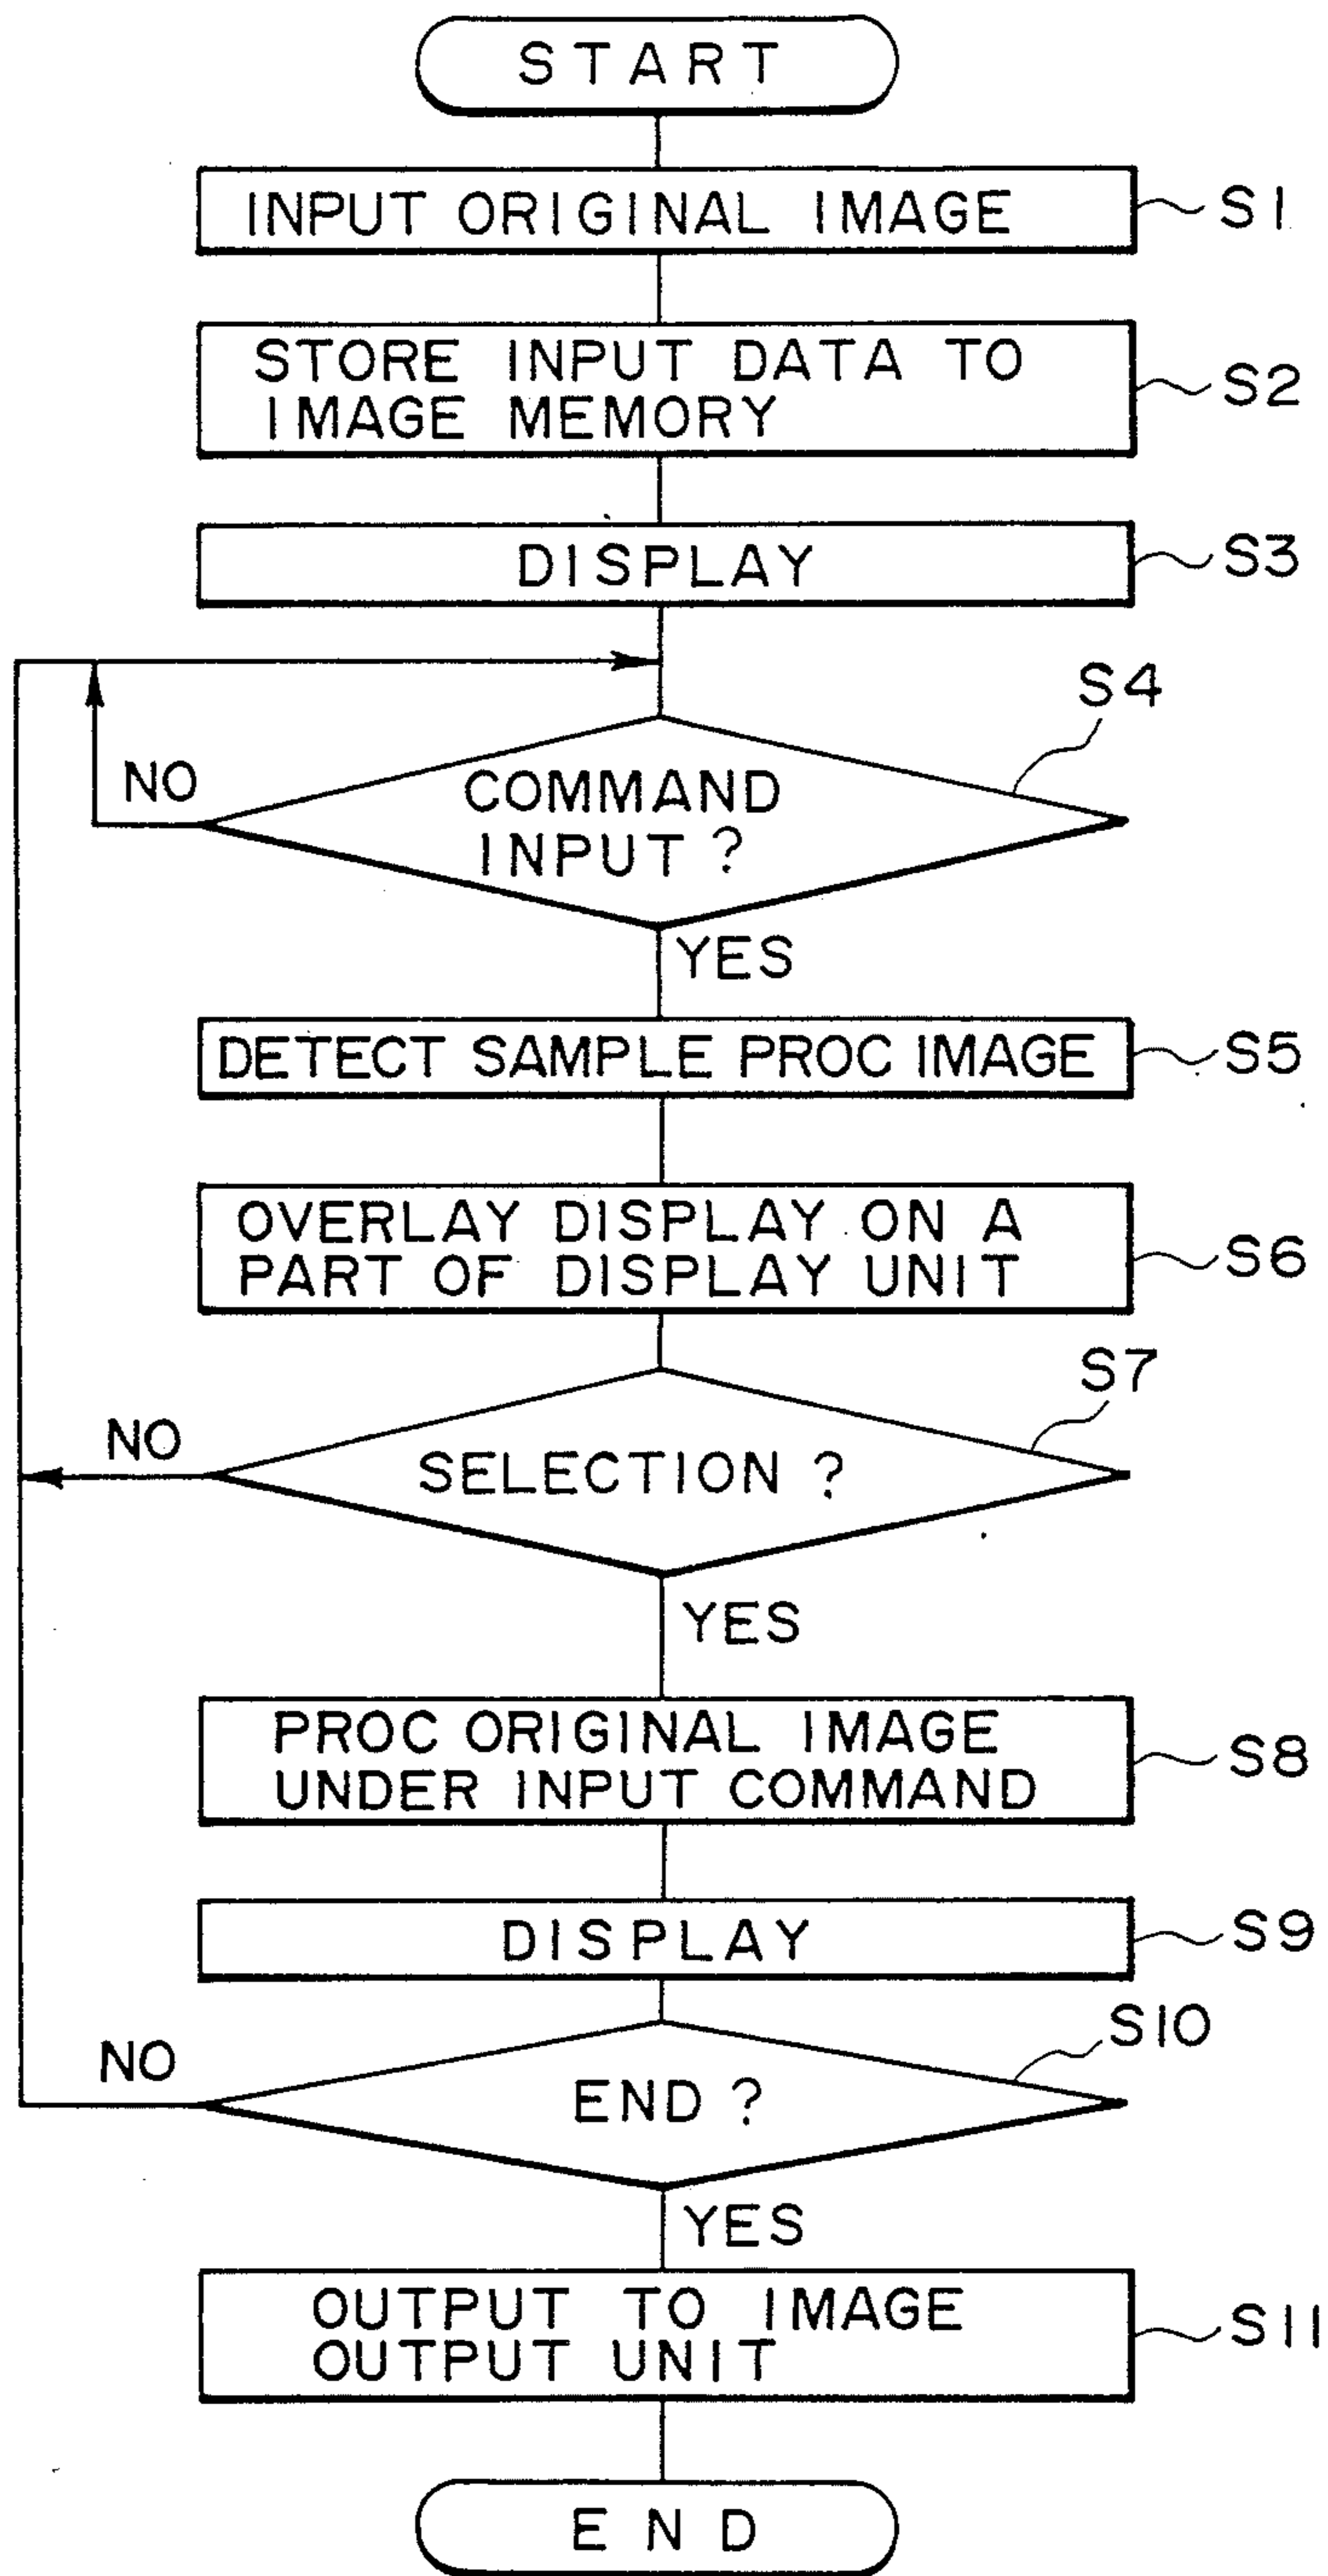 START
INPUT ORIGINAL IMAGE
S1
STORE INPUT DATA TO
IMAGE MEMORY
S2
DISPLAY
S3
S4
NO
COMMAND
INPUT ?
YES
DETECT SAMPLE PROC IMAGE
S5
OVERLAY DISPLAY ON A
PART OF DISPLAY UNIT
S6
S7
NO
SELECTION ?
YES
PROC ORIGINAL IMAGE
UNDER INPUT COMMAND
S8
DISPLAY
S9
S10
NO
END ?
YES
OUTPUT TO IMAGE
OUTPUT UNIT
S11
END